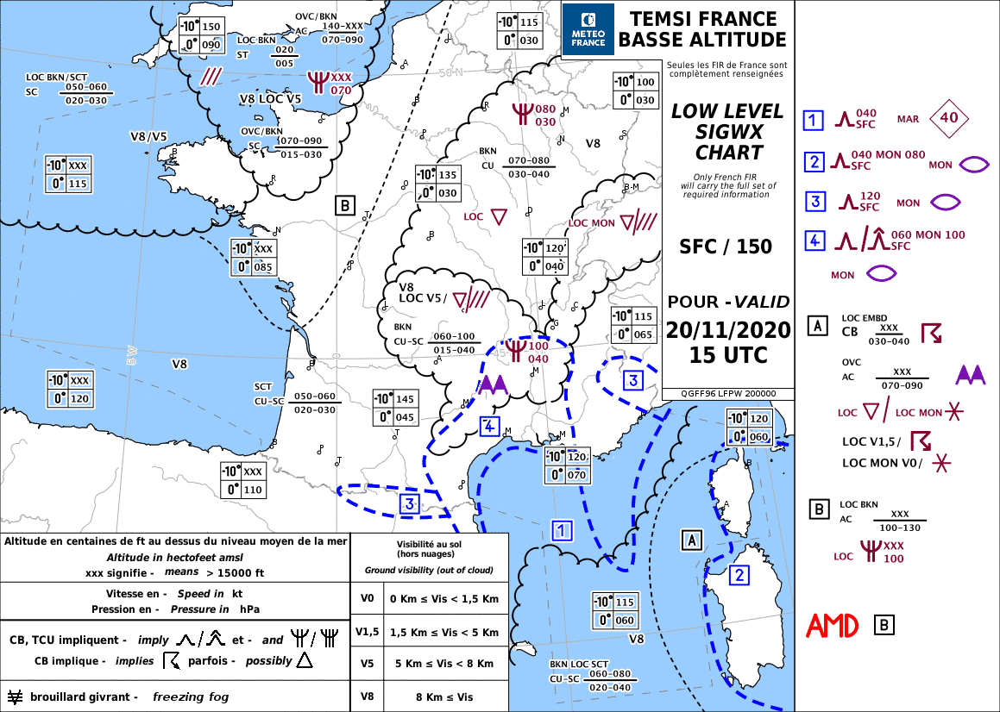 METEO
FRANCE
TEMSI FRANCE
BASSE ALTITUDE
Seules les FIR de France sont
complètement renseignées
LOW LEVEL
SIGWX
CHART
Only French FIR
will carry the full set of
required information
SFC / 150
POUR - VALID
20/11/2020
15 UTC
QGFF96 LFPW 200000
-10° 150
0° 090
OVC/BKN
AC 140-XXX
070-090
LOC BKN
ST 020
005
XXX
070
LOC BKN/SCT
SC 050-060
020-030
V8 LOC V5
V8/V5
OVC/BKN
SC 070-090
015-030
-10° XXX
0° 115
-10° 115
0° 030
50 N
-10° 100
0° 030
080
030
V8
BKN
CU 070-080
030-040
-10° 135
0° 030
B
LOC
LOC MON
B-M
-10° XXX
0° 085
-10° 120
0° 040
V8
LOC V5/
BKN
CU-SC 060-100
015-040
-10° 115
0° 065
100
040
45
5 W
0
V8
-10° XXX
0° 120
SCT
CU-SC 050-060
020-030
-10° 145
0° 045
3
4
-10° 120
0° 060
-10° 120
0° 070
-10° XXX
0° 110
3
1
A
2
-10° 115
0° 060
V8
BKN LOC SCT
CU-SC 060-080
020-040
1 040
SFC MAR 40
2 040 MON 080
SFC MON
3 120
SFC MON
4 / 060 MON 100
SFC
MON
A LOC EMBD
CB XXX
030-040
OVC
AC XXX
070-090
LOC / LOC MON
LOC V1,5/
LOC MON V0/
B LOC BKN
AC XXX
100-130
LOC XXX
100
AMD B
Altitude en centaines de ft au dessus du niveau moyen de la mer
Altitude in hectofeet amsl
xxx signifie - means > 15000 ft
Vitesse en - Speed in kt
Pression en - Pressure in hPa
CB, TCU impliquent - imply / et - and /
CB implique - implies parfois - possibly
brouillard givrant - freezing fog
Visibilité au sol
(hors nuages)
Ground visibility (out of cloud)
V0 0 Km ≤ Vis < 1,5 Km
V1,5 1,5 Km ≤ Vis < 5 Km
V5 5 Km ≤ Vis < 8 Km
V8 8 Km ≤ Vis